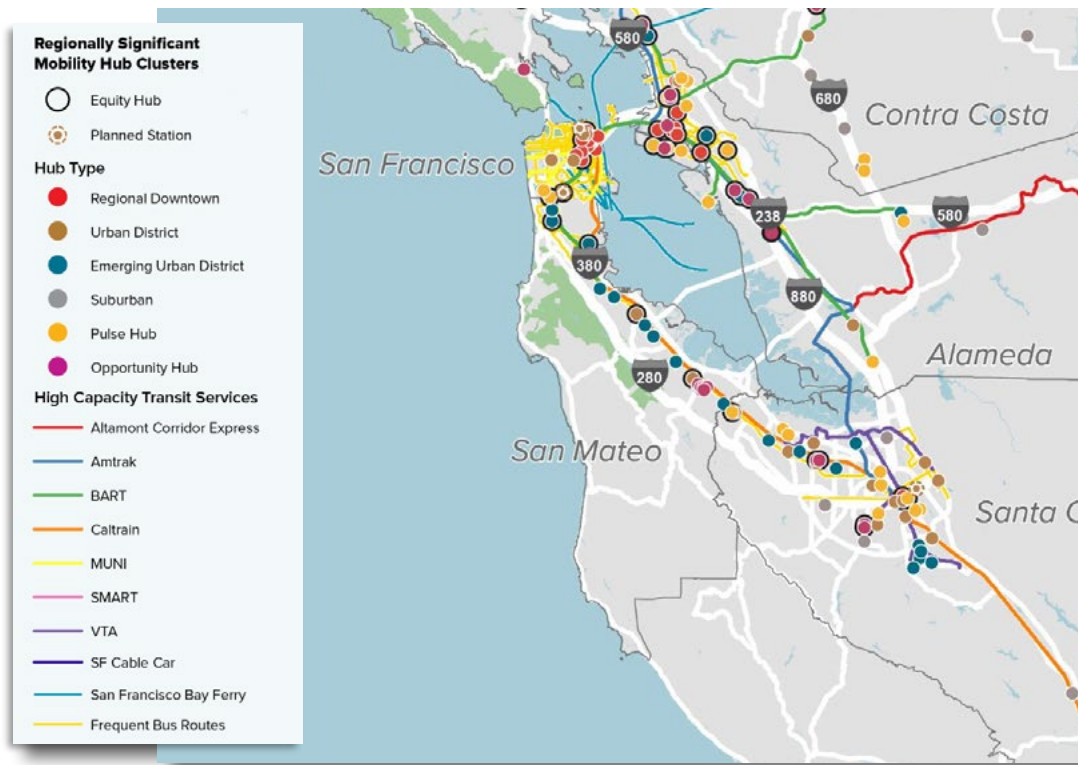 Regionally Significant
Mobility Hub Clusters
Equity Hub
Planned Station
Hub Type
Regional Downtown
Urban District
Emerging Urban District
Suburban
Pulse Hub
Opportunity Hub
High Capacity Transit Services
Altamont Corridor Express
Amtrak
BART
Caltrain
MUNI
SMART
VTA
SF Cable Car
San Francisco Bay Ferry
Frequent Bus Routes
580
680
Contra Costa
San Francisco
238
580
380
880
Alameda
280
San Mateo
Santa C